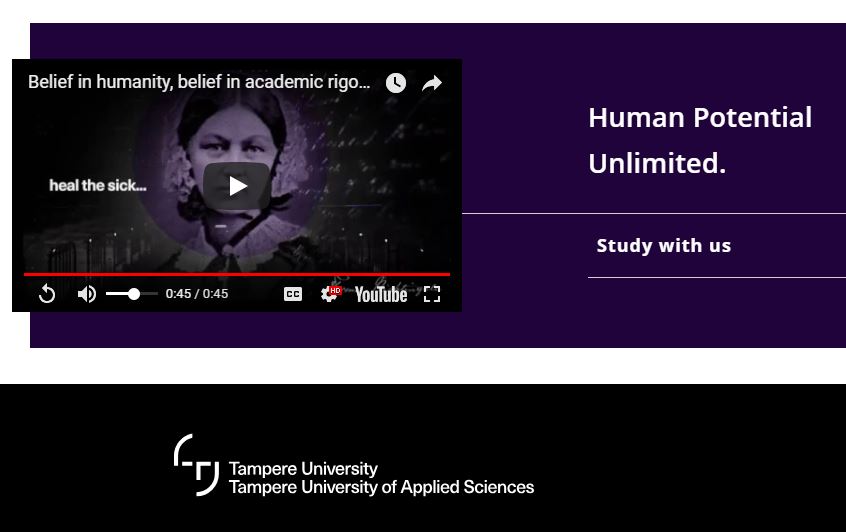 Belief in humanity, belief in academic rigo...
heal the sick...
0:45 / 0:45
CC
HD
YouTube
Human Potential
Unlimited.
Study with us
Tampere University
Tampere University of Applied Sciences